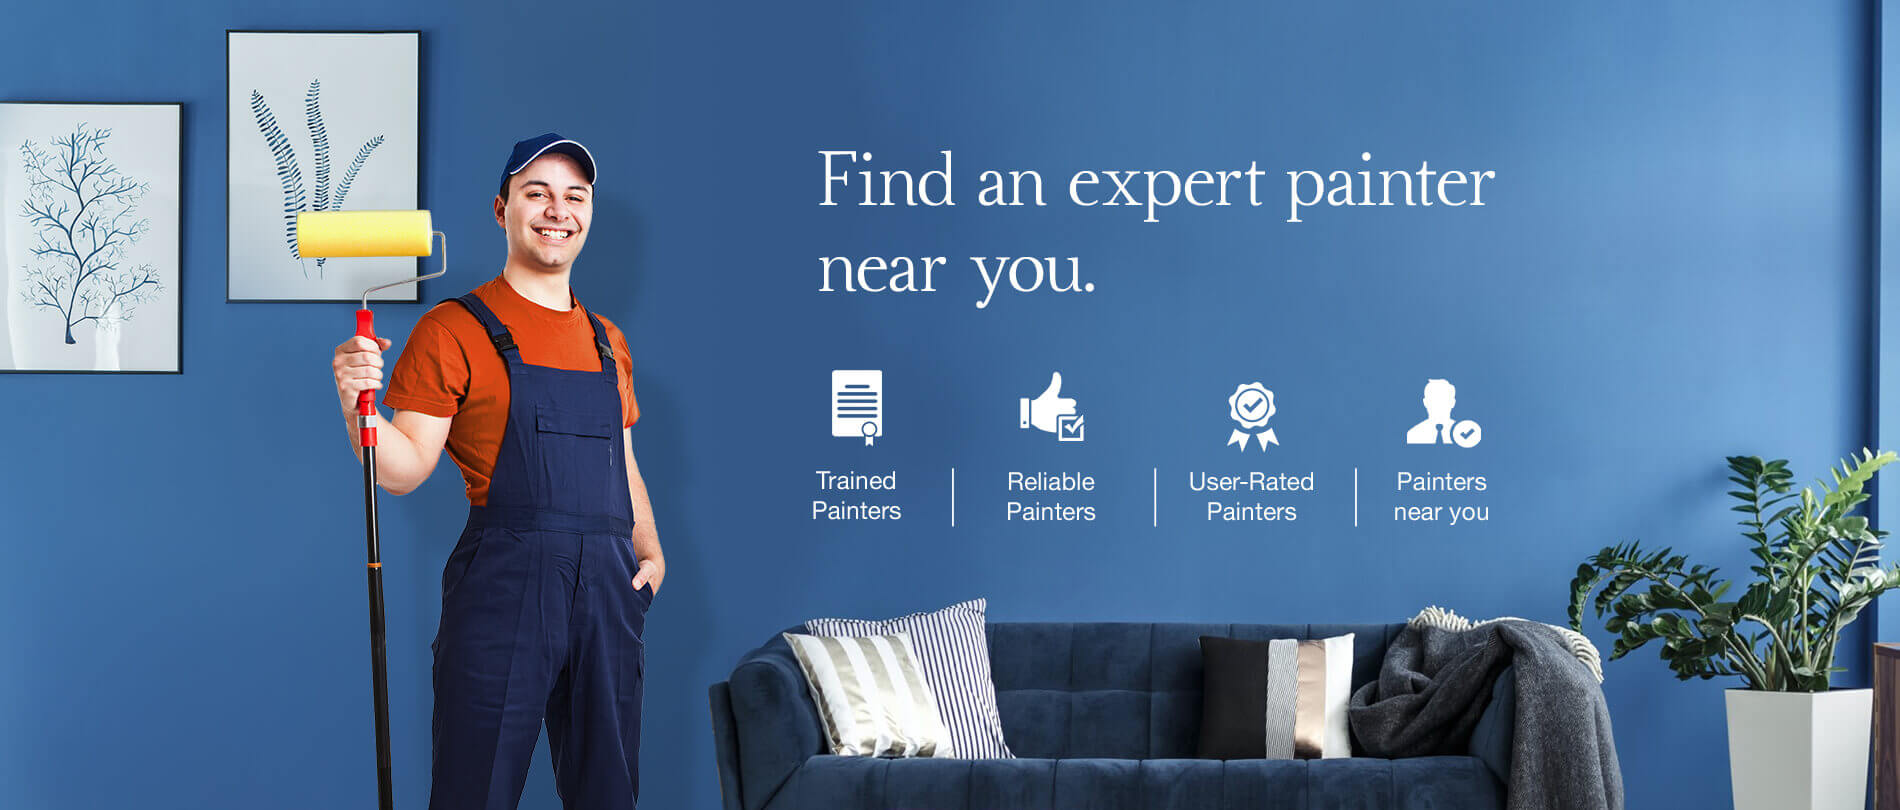 Find an expert painter
near you.
Trained
Painters
Reliable
Painters
User-Rated
Painters
Painters
near you